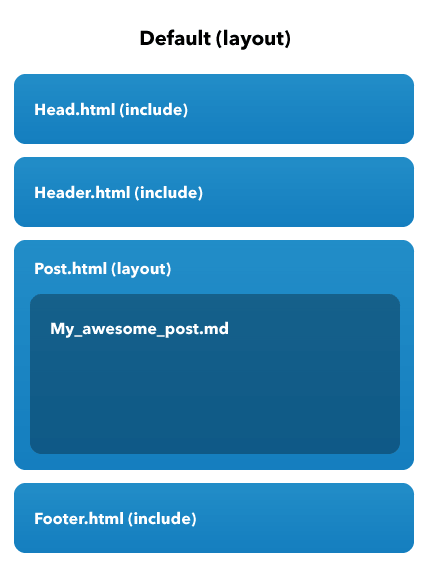 Default (layout)
Head.html (include)
Header.html (include)
Post.html (layout)
My_awesome_post.md
Footer.html (include)